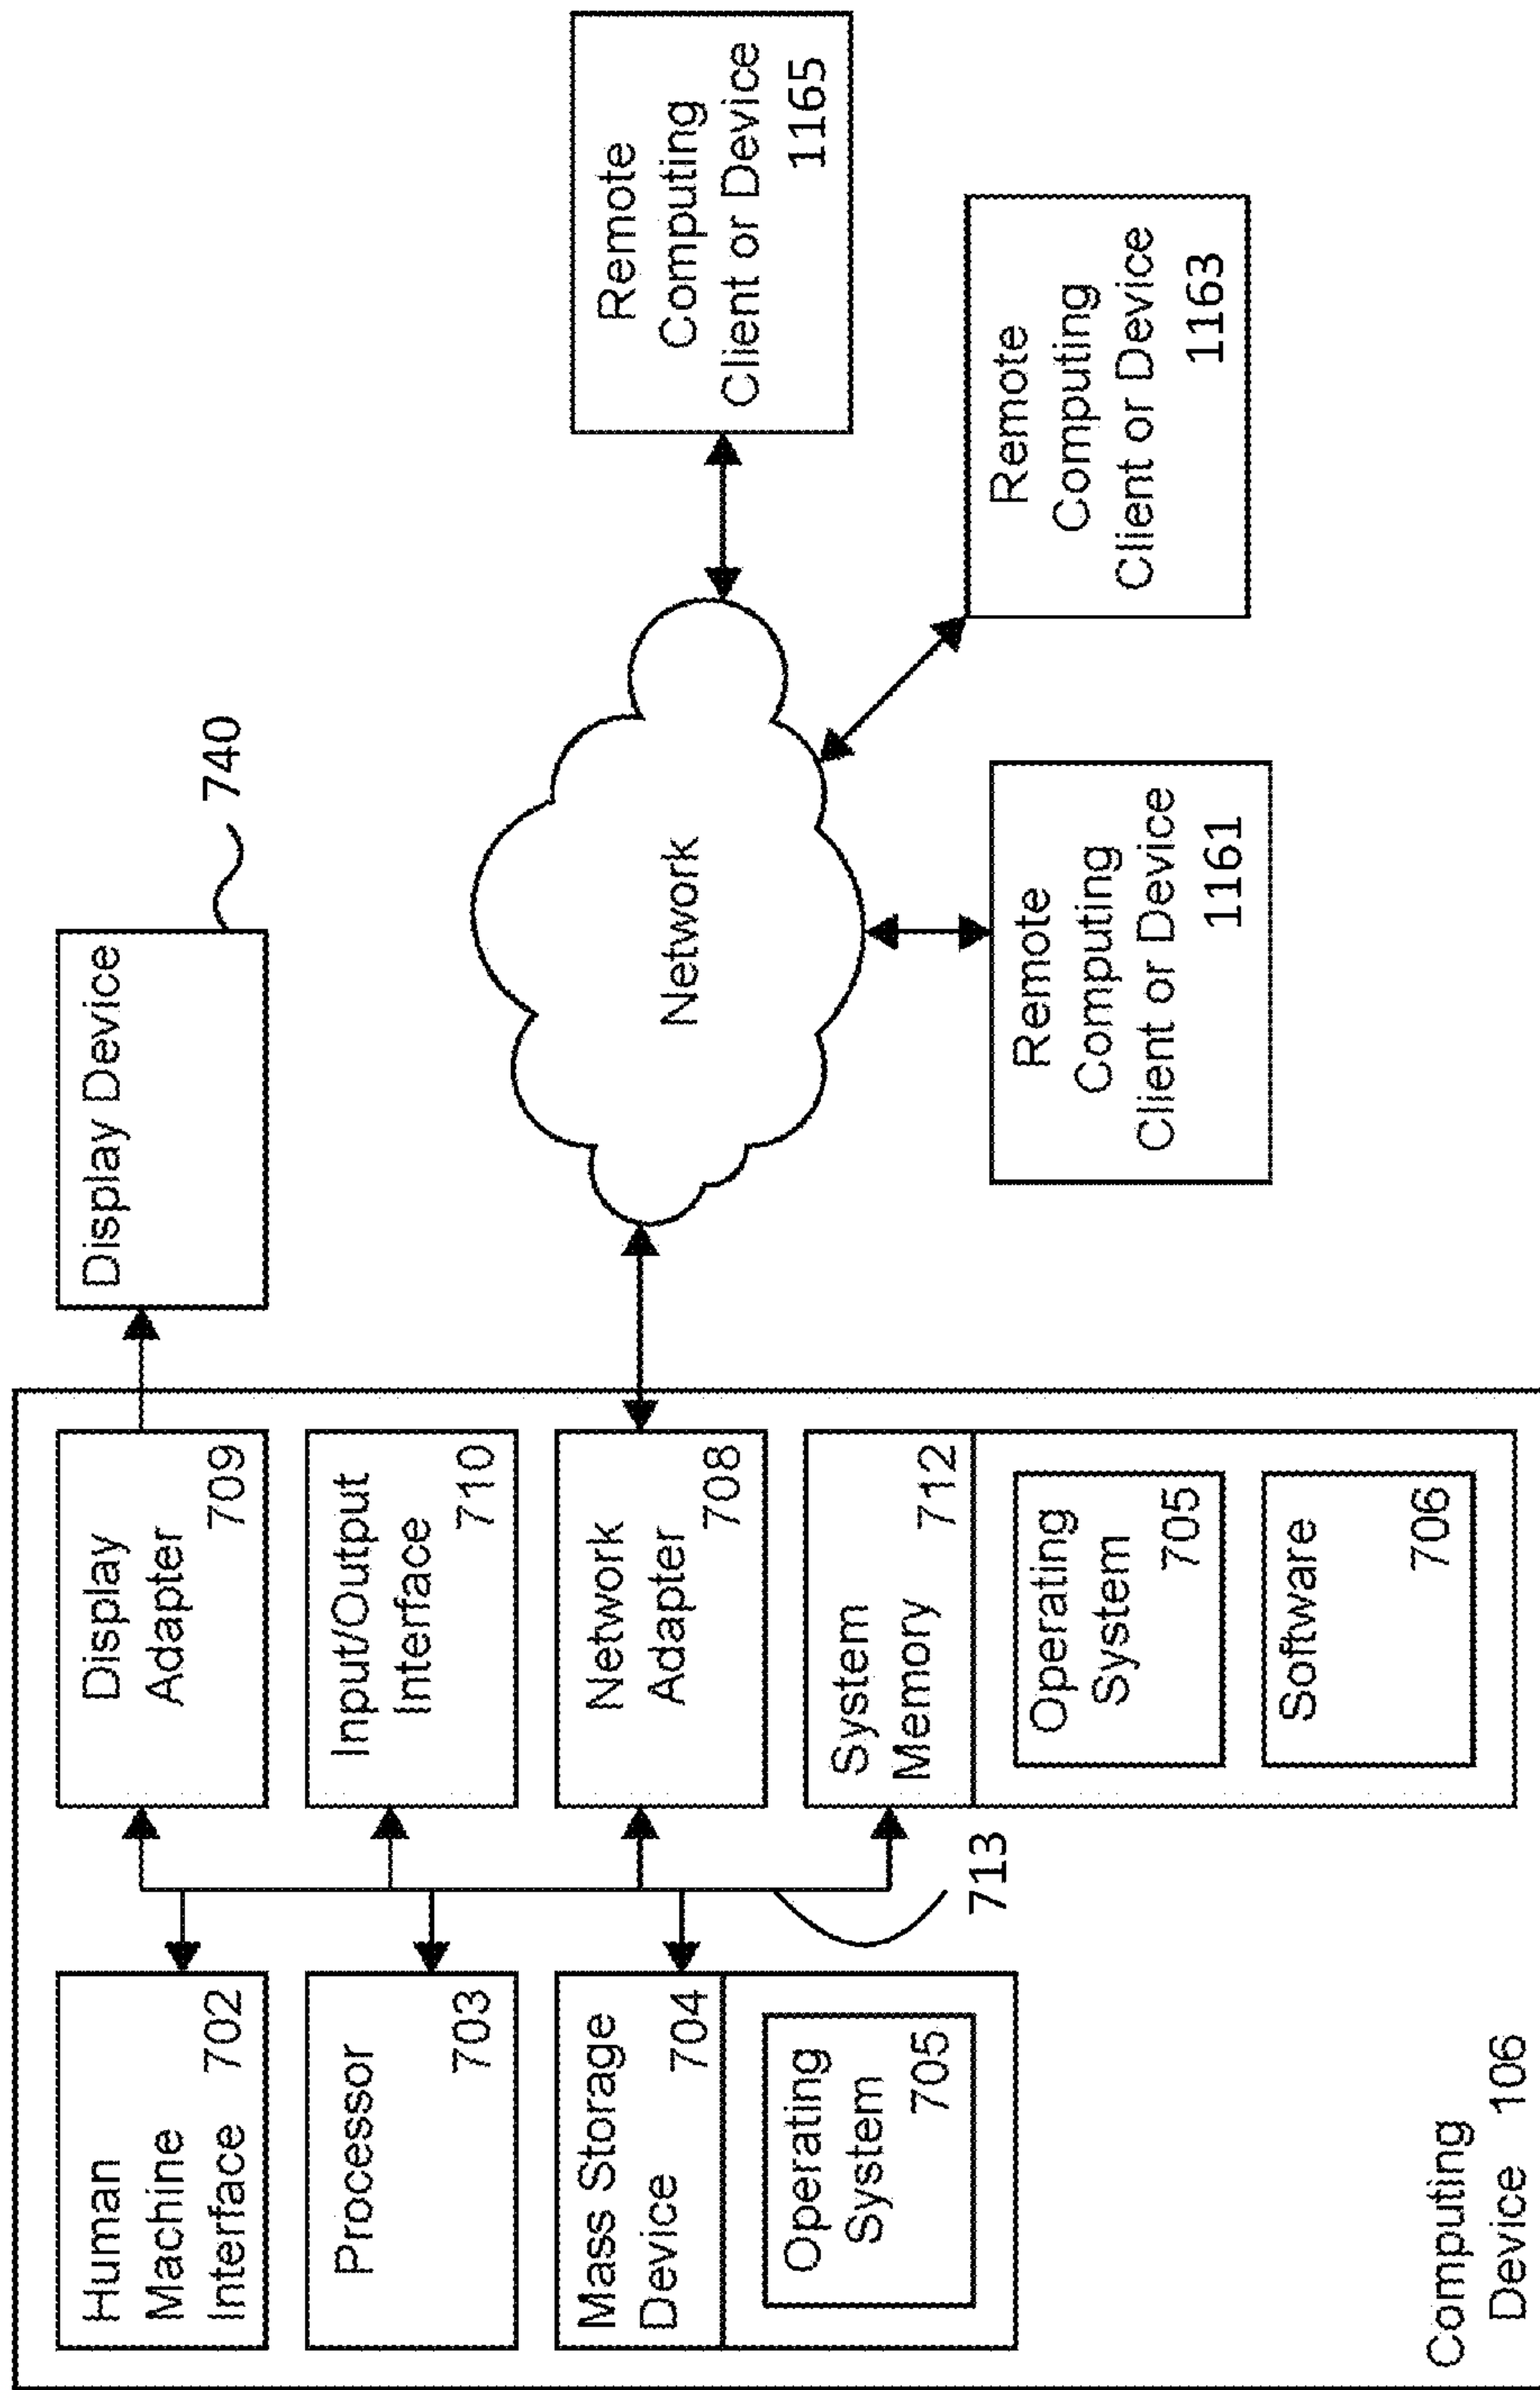 Human
Machine
Interface 702
Processor
703
Mass Storage
Device 704
Operating
System
705
Computing
Device 106
713
Display
Adapter
709
Input/Output
Interface
710
Network
Adapter
708
System
Memory 712
Operating
System
705
Software
706
Display Device
740
Network
Remote
Computing
Client or Device
1161
Remote
Computing
Client or Device
1163
Remote
Computing
Client or Device
1165